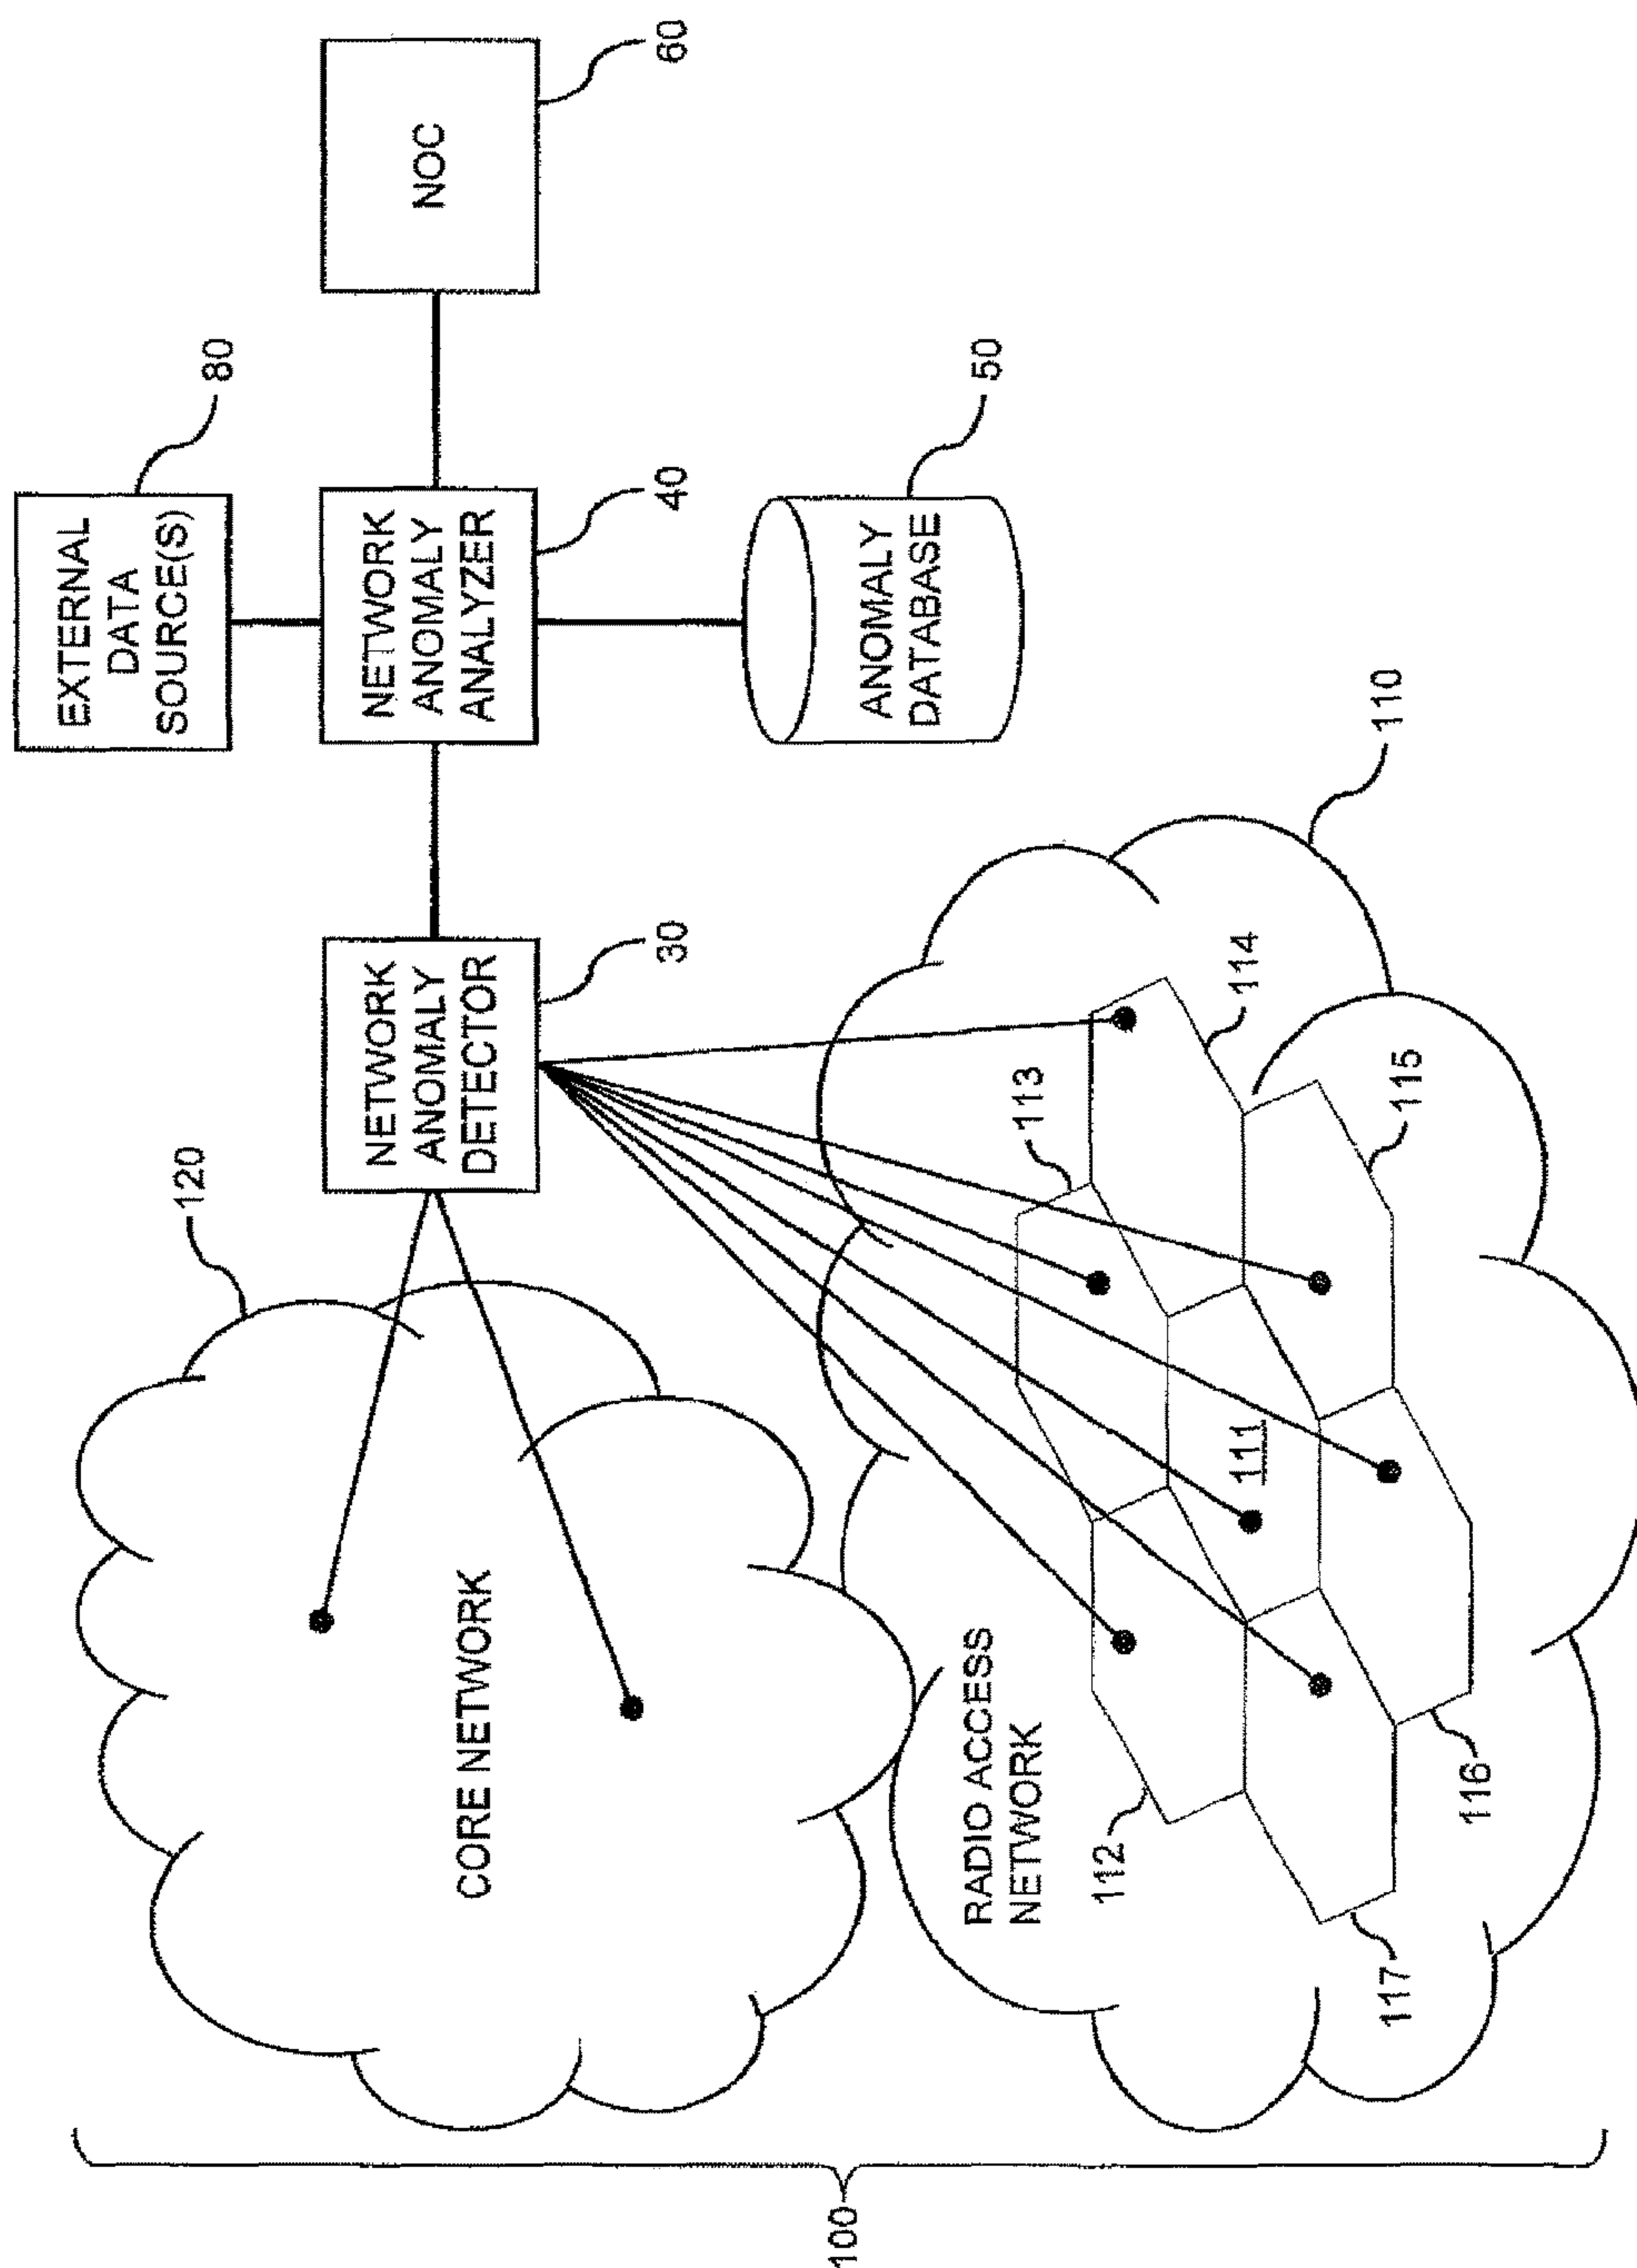 100
120
CORE NETWORK
RADIO ACCESS
NETWORK
110
111
112
113
114
115
116
117
NETWORK
ANOMALY
DETECTOR
30
EXTERNAL
DATA
SOURCE(S)
80
NETWORK
ANOMALY
ANALYZER
40
ANOMALY
DATABASE
50
NOC
60